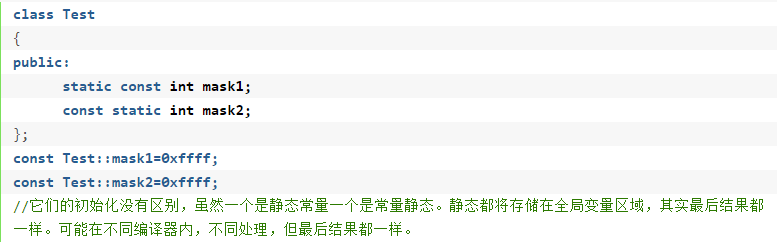 class Test
{
public:
      static const int mask1;
      const static int mask2;
};
const Test::mask1=0xffff;
const Test::mask2=0xffff;
//它们的初始化没有区别，虽然一个是静态常量一个是常量静态。静态都将存储在全局变量区域，其实最后结果都
一样。可能在不同编译器内，不同处理，但最后结果都一样。